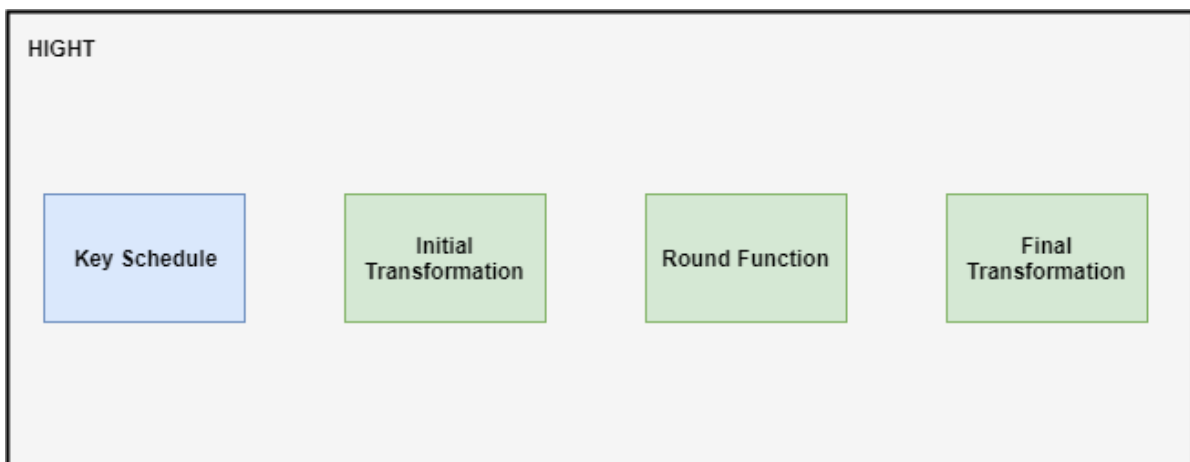 HIGHT
Key Schedule
Initial
Transformation
Round Function
Final
Transformation